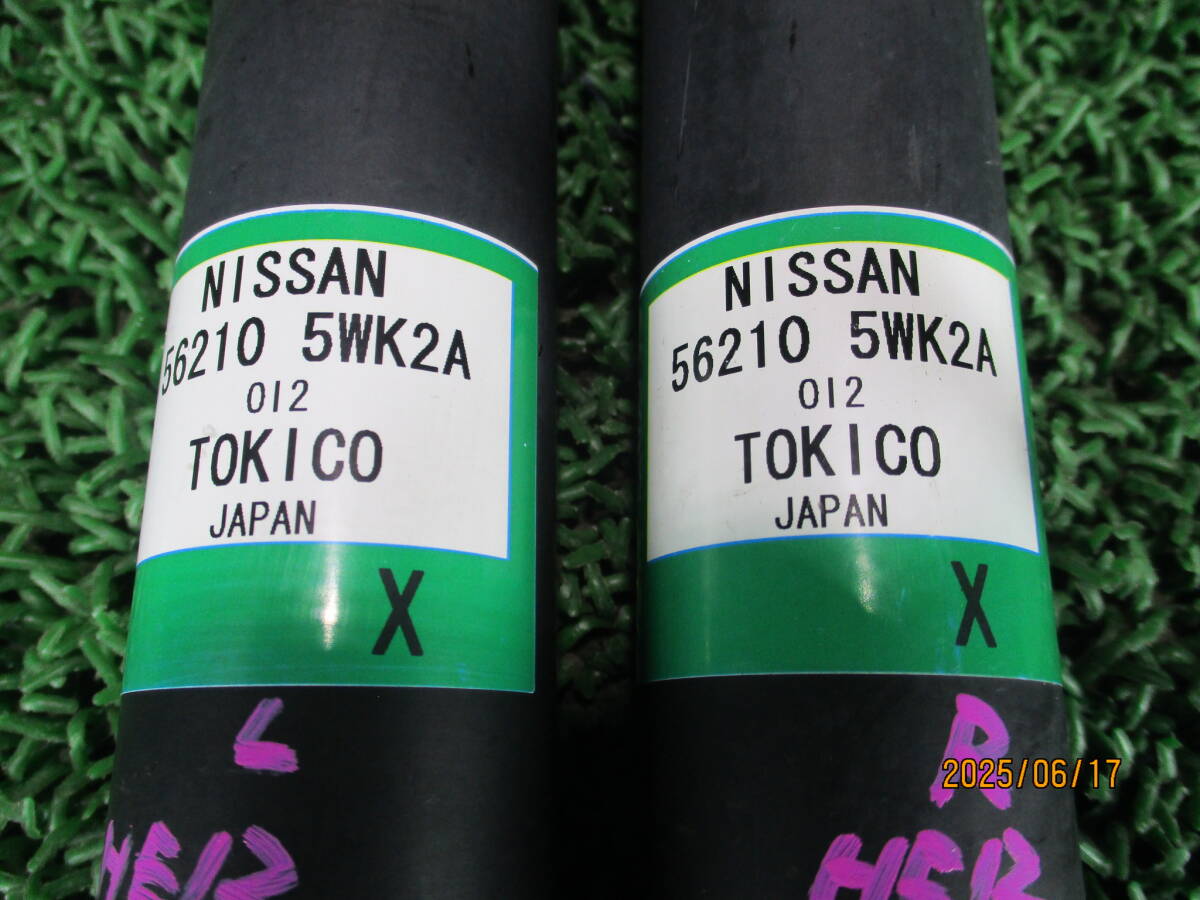 NISSAN
56210 5WK2A
012
TOKICO
JAPAN
X
L
NISSAN
56210 5WK2A
012
TOKICO
JAPAN
X
R
2025/06/17